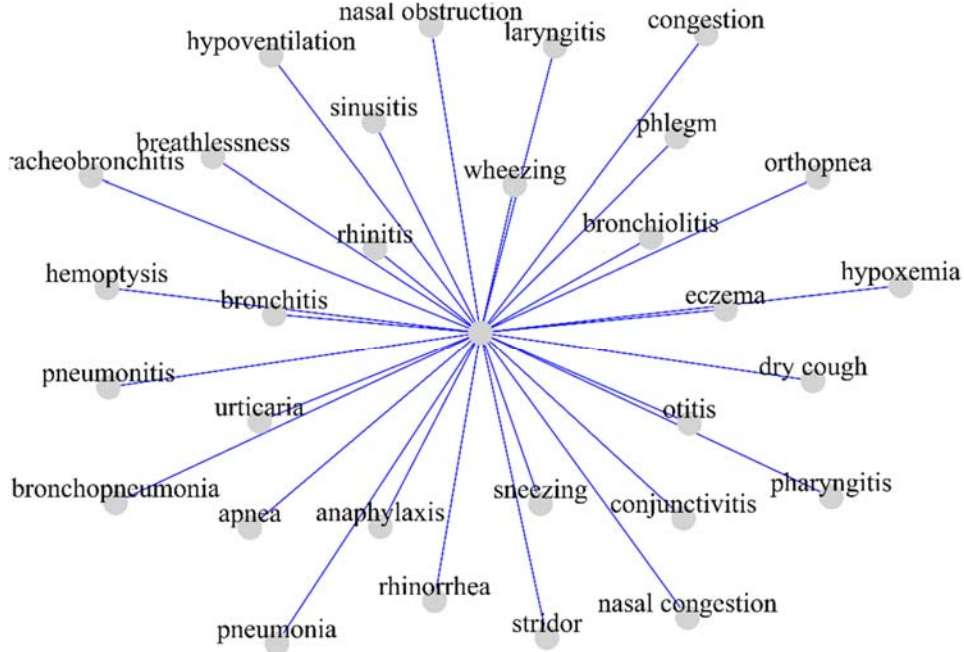 nasal obstruction
congestion
laryngitis
hypoventilation
sinusitis
phlegm
breathlessness
racheobronchitis
wheezing
orthopnea
bronchiolitis
rhinitis
hemoptysis
hypoxemia
bronchitis
eczema
pneumonitis
dry cough
urticaria
otitis
bronchopneumonia
pharyngitis
apnea
anaphylaxis
sneezing
conjunctivitis
rhinorrhea
nasal congestion
pneumonia
stridor